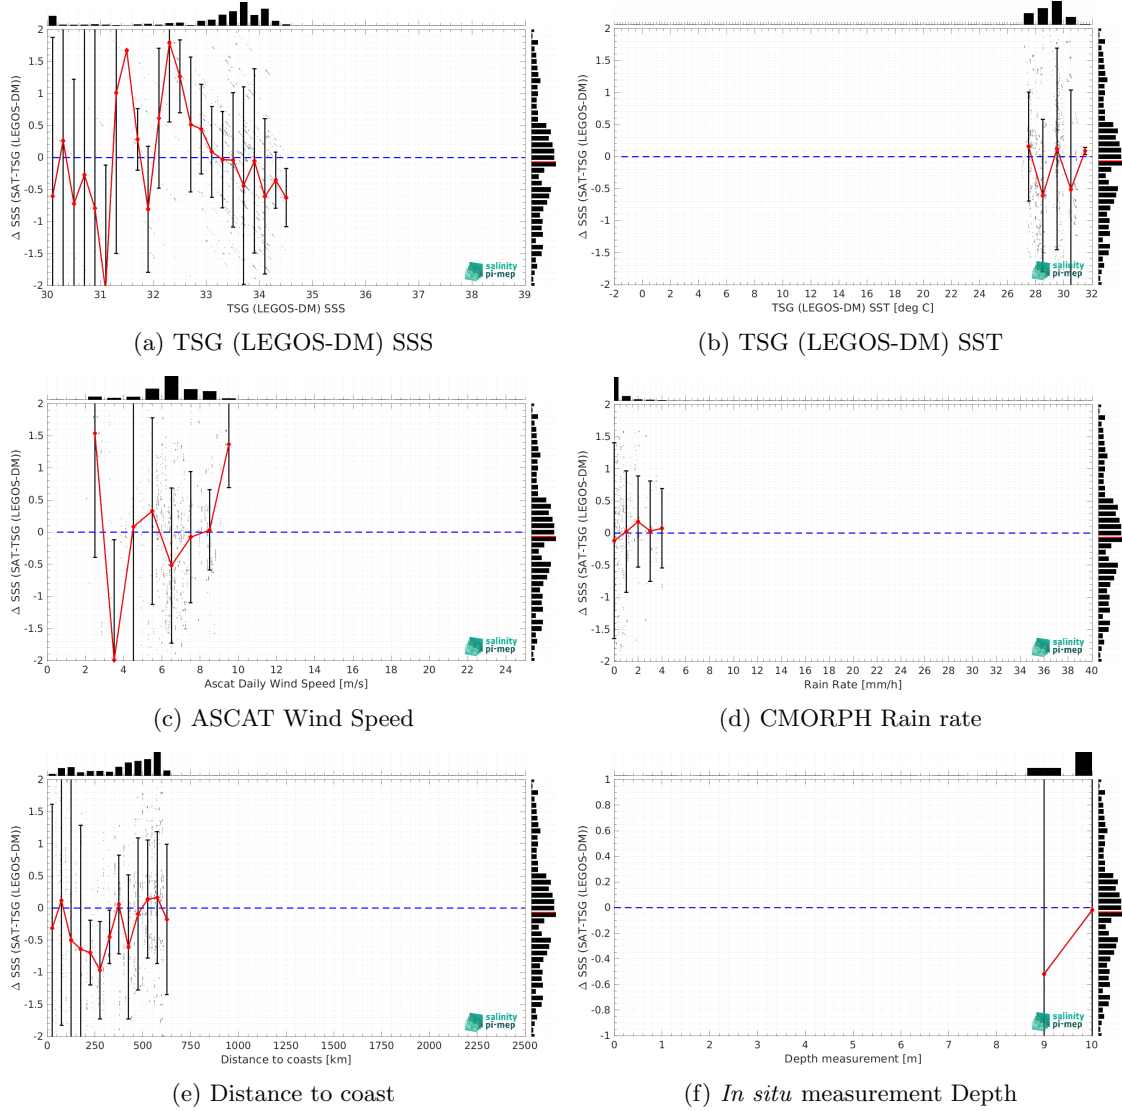 2
1.5
1
0.5
0
-0.5
-1
-1.5
-2
Δ SSS (SAT-TSG (LEGOS-DM))
salinity
pi-mep
30 31 32 33 34 35 36 37 38 39
TSG (LEGOS-DM) SSS
(a) TSG (LEGOS-DM) SSS
2
1.5
1
0.5
0
-0.5
-1
-1.5
-2
Δ SSS (SAT-TSG (LEGOS-DM))
salinity
pi-mep
-2 0 2 4 6 8 10 12 14 16 18 20 22 24 26 28 30 32
TSG (LEGOS-DM) SST [deg C]
(b) TSG (LEGOS-DM) SST
2
1.5
1
0.5
0
-0.5
-1
-1.5
-2
Δ SSS (SAT-TSG (LEGOS-DM))
salinity
pi-mep
0 2 4 6 8 10 12 14 16 18 20 22 24
Ascat Daily Wind Speed [m/s]
(c) ASCAT Wind Speed
2
1.5
1
0.5
0
-0.5
-1
-1.5
-2
Δ SSS (SAT-TSG (LEGOS-DM))
salinity
pi-mep
0 2 4 6 8 10 12 14 16 18 20 22 24 26 28 30 32 34 36 38 40
Rain Rate [mm/h]
(d) CMORPH Rain rate
2
1.5
1
0.5
0
-0.5
-1
-1.5
-2
Δ SSS (SAT-TSG (LEGOS-DM))
salinity
pi-mep
0 250 500 750 1000 1250 1500 1750 2000 2250 2500
Distance to coasts [km]
(e) Distance to coast
1
0.8
0.6
0.4
0.2
0
-0.2
-0.4
-0.6
-0.8
-1
Δ SSS (SAT-TSG (LEGOS-DM))
salinity
pi-mep
0 1 2 3 4 5 6 7 8 9 10
Depth measurement [m]
(f) In situ measurement Depth